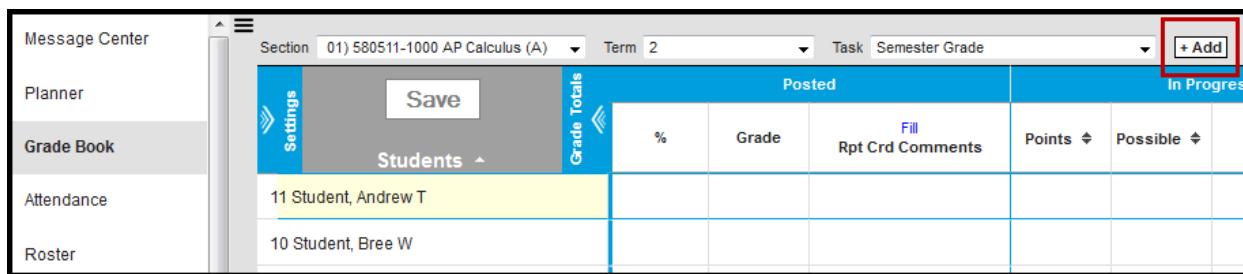 Message Center
Planner
Grade Book
Attendance
Roster
Section 01) 580511-1000 AP Calculus (A) Term 2 Task Semester Grade + Add
Settings
Save
Students
Grade Totals
Posted
In Progres
%
Grade
Fill
Rpt Crd Comments
Points
Possible
11 Student, Andrew T
10 Student, Bree W